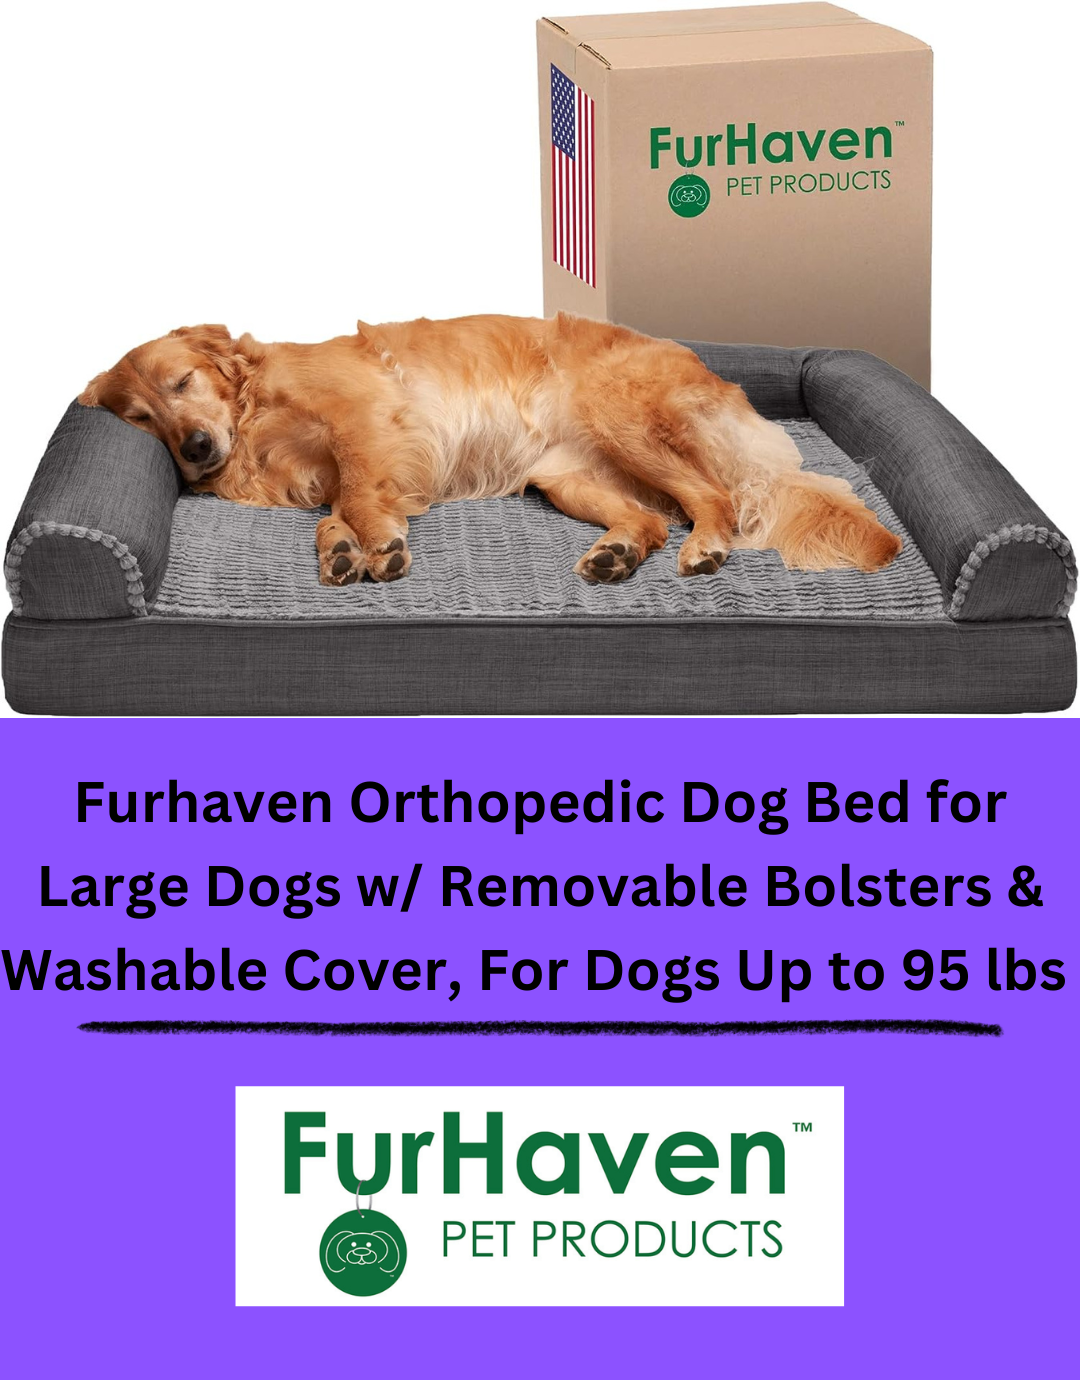 FurHaven™
PET PRODUCTS
Furhaven Orthopedic Dog Bed for
Large Dogs w/ Removable Bolsters &
Washable Cover, For Dogs Up to 95 lbs
FurHaven™
PET PRODUCTS